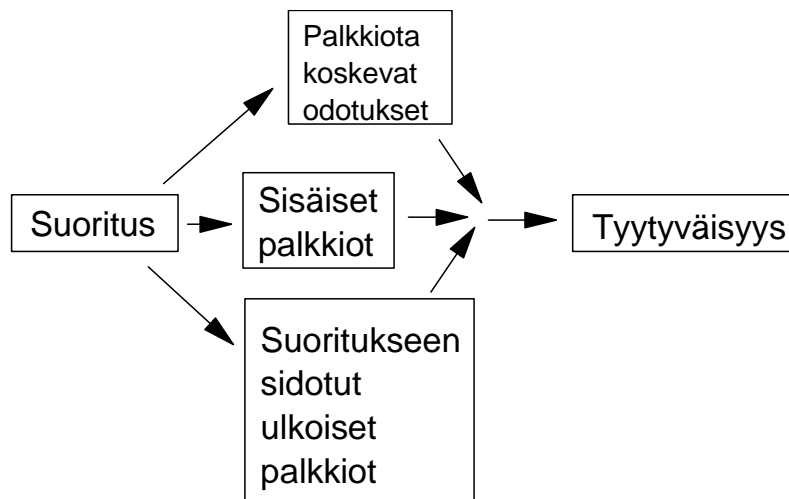 Palkkiota
koskevat
odotukset
Suoritus
Sisäiset
palkkiot
Tyytyväisyys
Suoritukseen
sidotut
ulkoiset
palkkiot